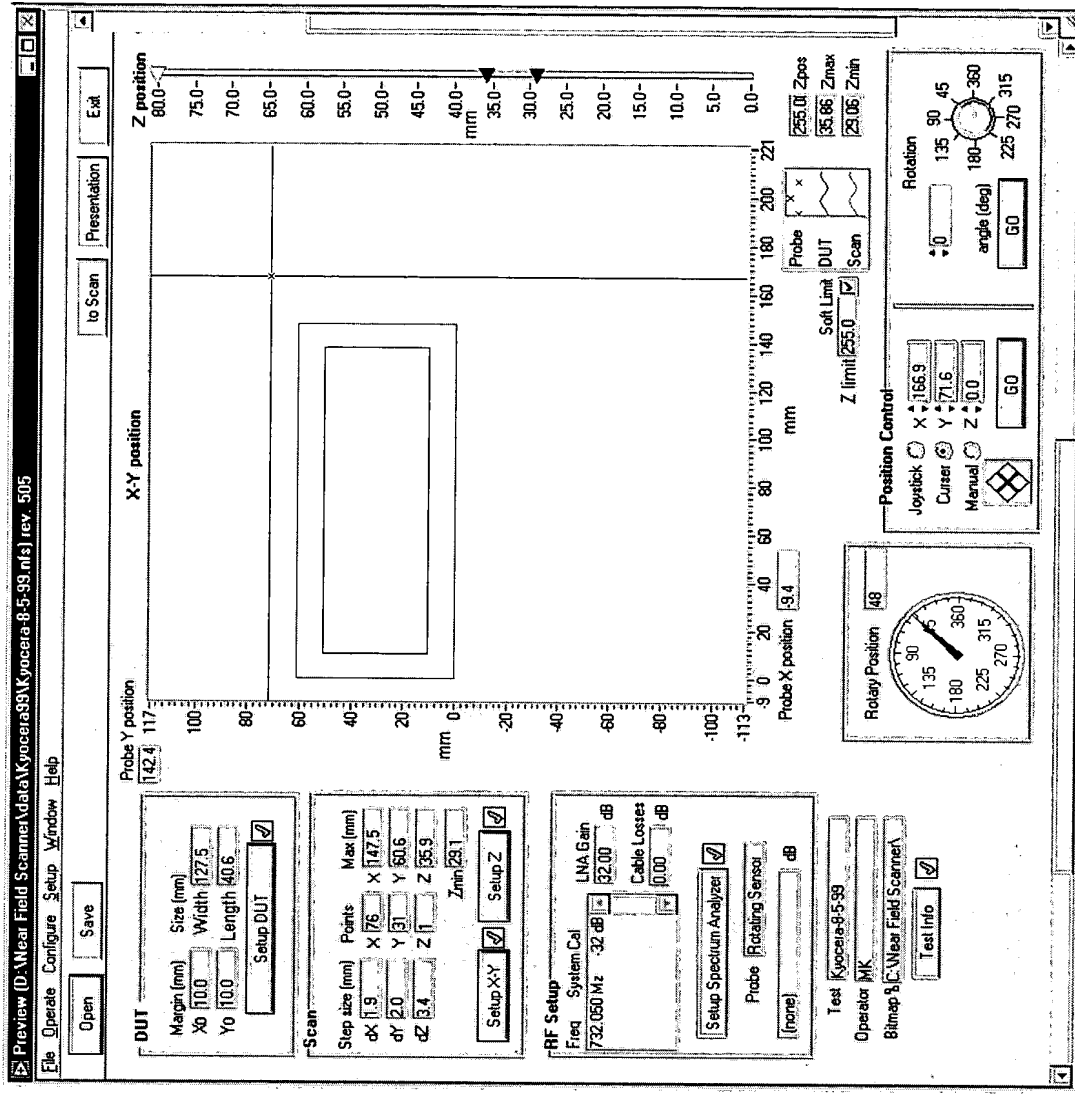 Preview (D:\Near Field Scanner\data\Kyocera99\Kyocera-8-5-99.nfs) rev. 505
File Operate Configure Setup Window Help
Open Save to Scan Presentation Exit
DUT
Margin (mm) Size (mm)
Xo 10.0 Width 127.5
Yo 10.0 Length 40.6
Setup DUT
Scan
Step size (mm) Points Max (mm)
dX 1.9 X 76 X 147.5
dY 2.0 Y 31 Y 60.6
dZ 3.4 Z 1 Z 35.9
Zmin 29.1
Setup X-Y Setup Z
RF Setup
Freq System Cal LNA Gain
732.050 Mz -32 dB 32.00 dB
Cable Losses
0.00 dB
Setup Spectrum Analyzer
Probe Rotating Sensor
(none) dB
Test Kyocera-8-5-99
Operator MK
Bitmap % C:\Near Field Scanner\
Test Info
Probe Y position
142.4
X-Y position
117
100
80
60
40
20
0
-20
-40
-60
-80
-100
-113
mm
-9 0 20 40 60 80 100 120 140 160 180 200 221
Probe X position -9.4 mm
Z position
80.0
75.0
70.0
65.0
60.0
55.0
50.0
45.0
40.0
35.0
30.0
25.0
20.0
15.0
10.0
5.0
0.0
mm
Soft Limit
Z limit 255.0
Probe
DUT
Scan
255.0 Zpos
35.86 Zmax
29.06 Zmin
Rotary Position 48
90
135 45
180 360
225 315
270
Position Control
Joystick X 166.9
Curser Y 71.6
Manual Z 0.0
GO
Rotation
0
angle (deg)
GO
90
135 45
180 360
225 315
270